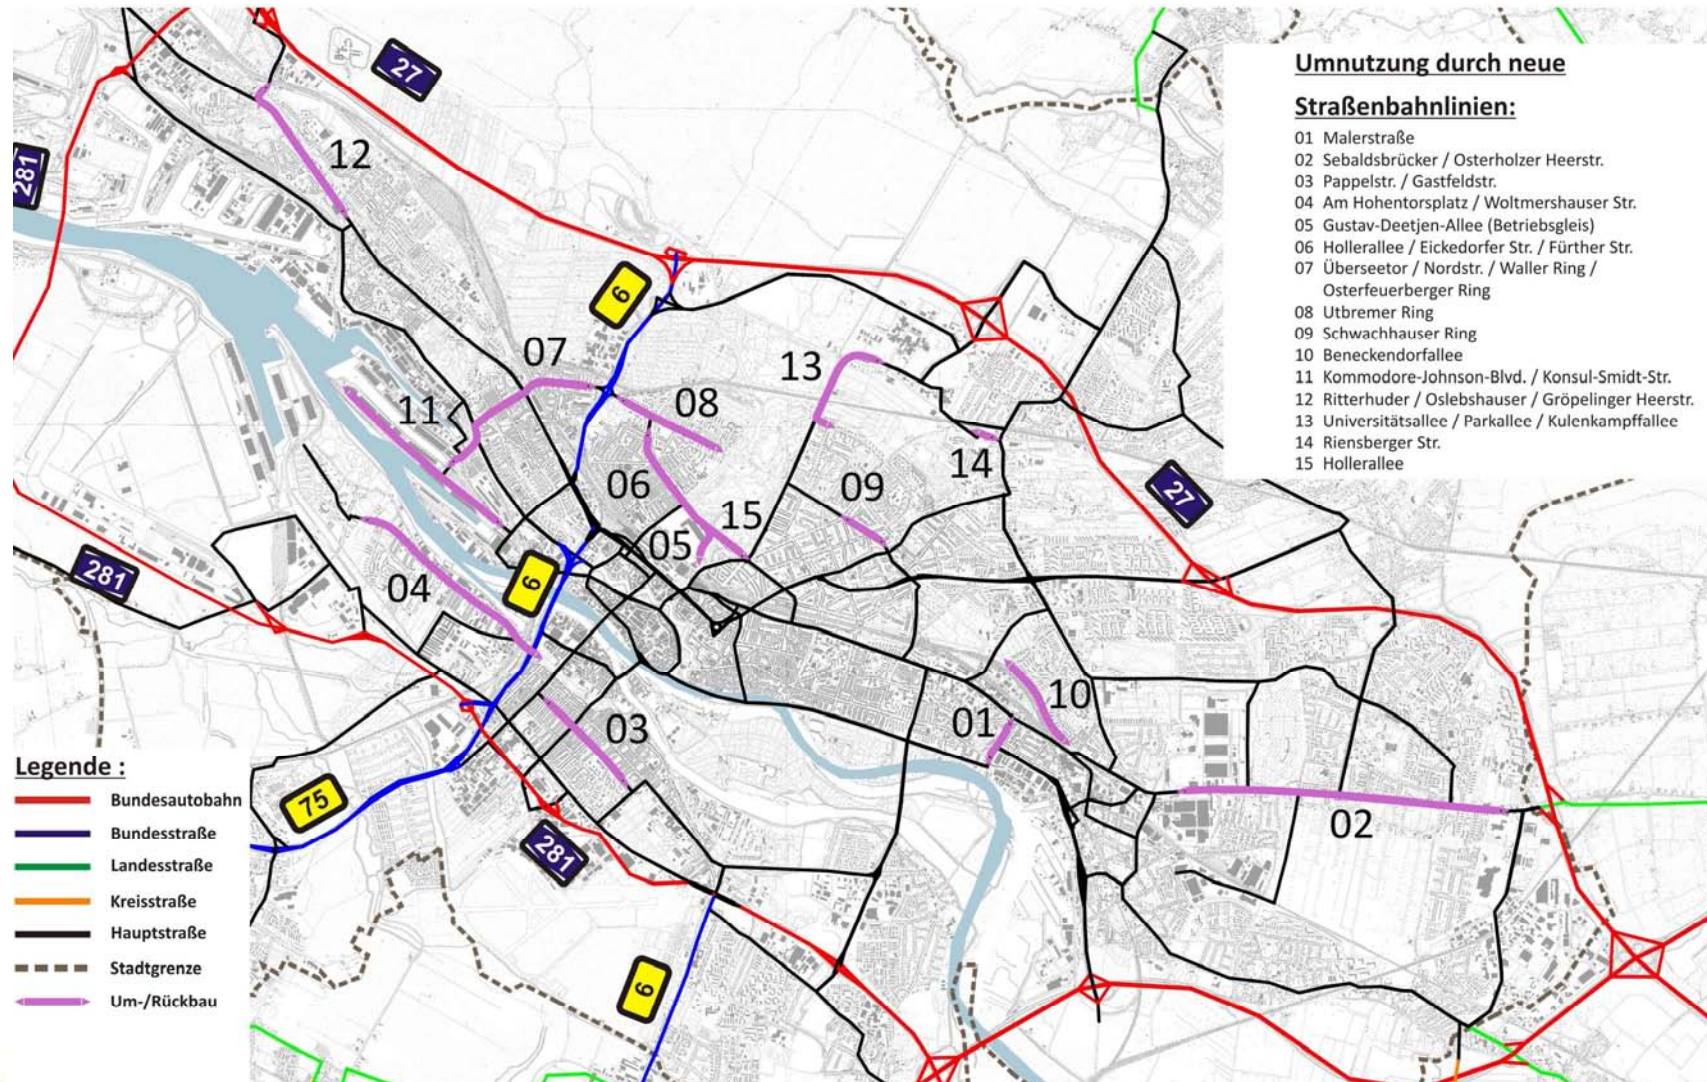 Umnutzung durch neue
Straßenbahnlinien:
01 Malerstraße
02 Sebaldsbrücker / Osterholzer Heerstr.
03 Pappelstr. / Gastfeldstr.
04 Am Hohentorsplatz / Woltmershauser Str.
05 Gustav-Deetjen-Allee (Betriebsgleis)
06 Hollerallee / Eickedorfer Str. / Fürther Str.
07 Überseetor / Nordstr. / Waller Ring /
Osterfeuerberger Ring
08 Utbremer Ring
09 Schwachhauser Ring
10 Beneckendorfallee
11 Kommodore-Johnson-Blvd. / Konsul-Smidt-Str.
12 Ritterhuder / Oslebshauser / Gröpelinger Heerstr.
13 Universitätsallee / Parkallee / Kulenkampffallee
14 Riensberger Str.
15 Hollerallee
27
12
281
6
07
13
11
08
14
27
06
09
15
05
281
04
6
10
01
03
02
75
281
6
Legende :
Bundesautobahn
Bundesstraße
Landesstraße
Kreisstraße
Hauptstraße
Stadtgrenze
Um-/Rückbau